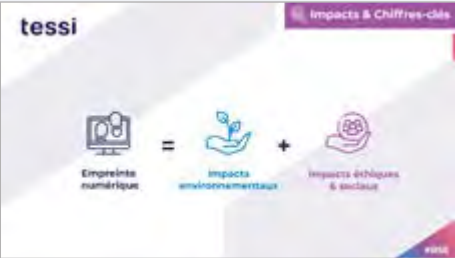 tessi
Impacts & Chiffres-clés
=
+
Empreinte
numérique
Impacts
environnementaux
Impacts éthiques
& sociaux